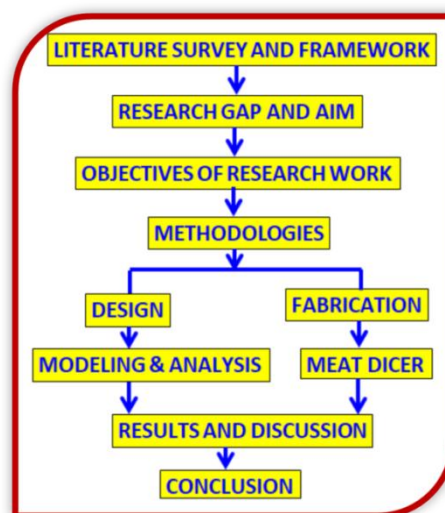 LITERATURE SURVEY AND FRAMEWORK
RESEARCH GAP AND AIM
OBJECTIVES OF RESEARCH WORK
METHODOLOGIES
DESIGN
FABRICATION
MODELING & ANALYSIS
MEAT DICER
RESULTS AND DISCUSSION
CONCLUSION